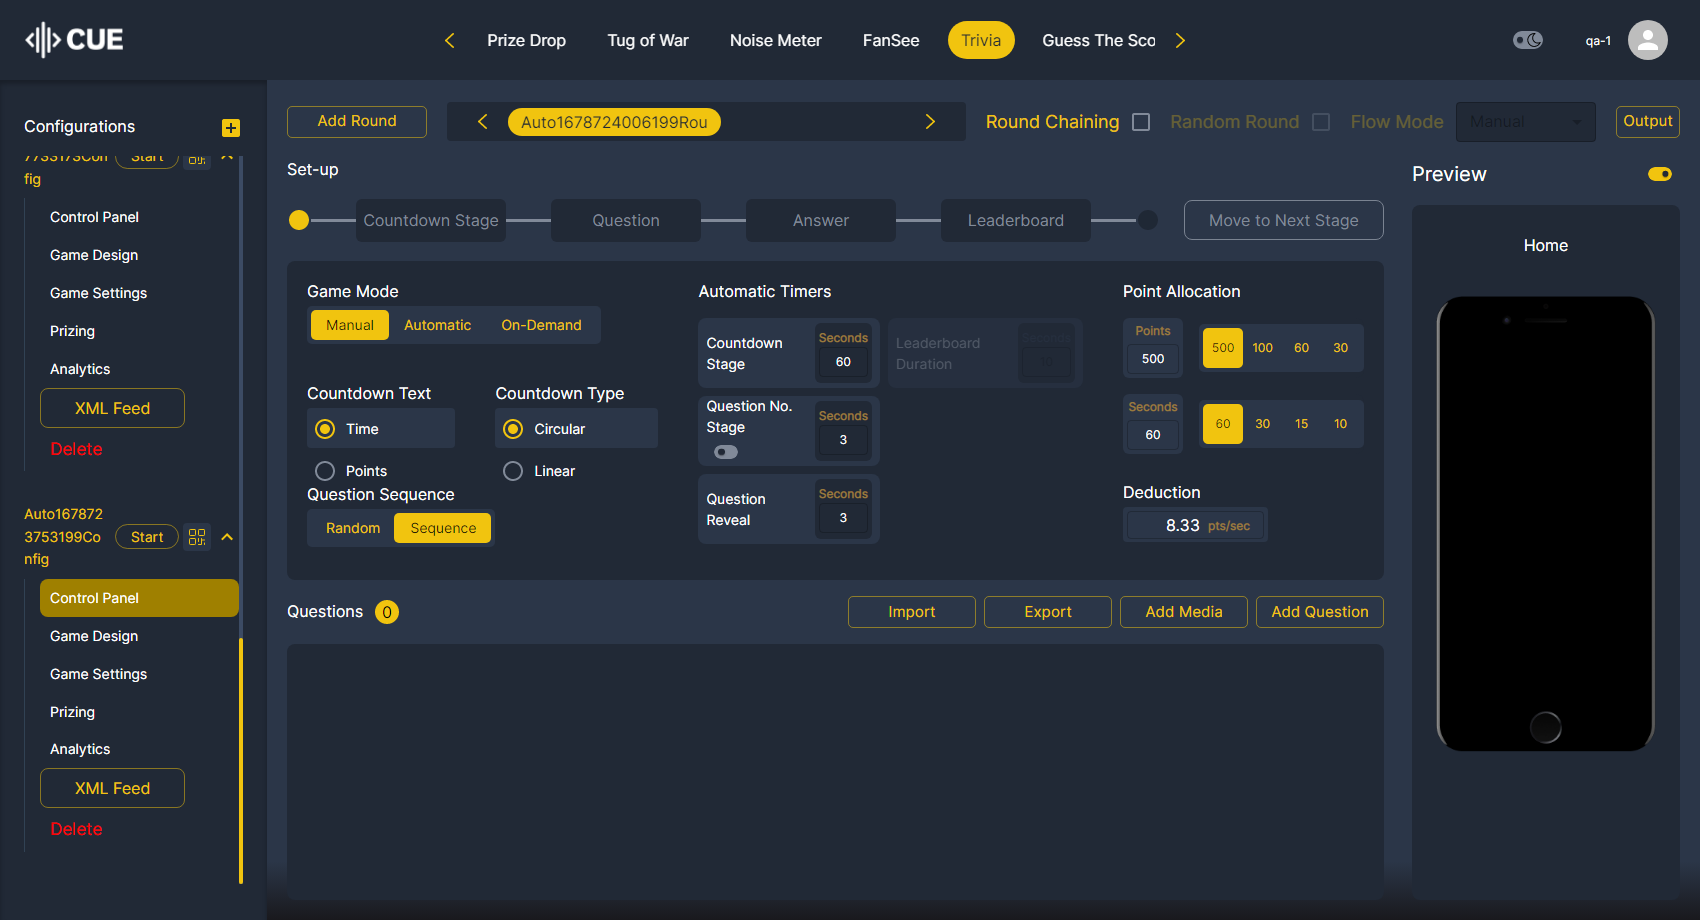 CUE
Prize Drop
Tug of War
Noise Meter
FanSee
Trivia
Guess The Sco
qa-1
Configurations
7733173Con
fig
Start
Control Panel
Game Design
Game Settings
Prizing
Analytics
XML Feed
Delete
Auto167872
3753199Co
nfig
Start
Control Panel
Game Design
Game Settings
Prizing
Analytics
XML Feed
Delete
Add Round
Auto1678724006199Rou
Round Chaining
Random Round
Flow Mode
Manual
Output
Set-up
Countdown Stage
Question
Answer
Leaderboard
Move to Next Stage
Game Mode
Manual
Automatic
On-Demand
Countdown Text
Time
Points
Countdown Type
Circular
Linear
Question Sequence
Random
Sequence
Automatic Timers
Countdown
Stage
Seconds
60
Leaderboard
Duration
Seconds
10
Question No.
Stage
Seconds
3
Question
Reveal
Seconds
3
Point Allocation
Points
500
500
100
60
30
Seconds
60
60
30
15
10
Deduction
8.33 pts/sec
Questions 0
Import
Export
Add Media
Add Question
Preview
Home